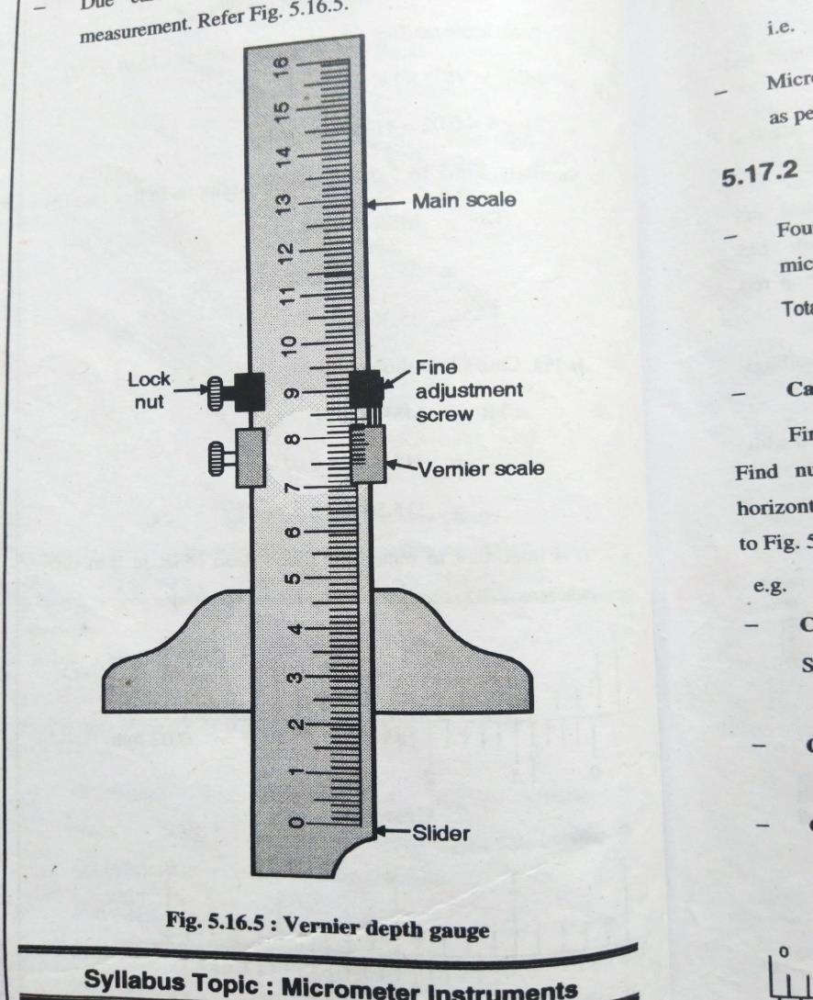 – Due
measurement. Refer Fig. 5.16.5.
16
15
14
13
12
11
10
9
8
7
6
5
4
3
2
1
0
Main scale
Lock
nut
Fine
adjustment
screw
Vernier scale
Slider
Fig. 5.16.5 : Vernier depth gauge
Syllabus Topic : Micrometer Instruments
i.e.
– Micr
as pe
5.17.2
– Fou
mic
Tota
– Ca
Fin
Find nu
horizont
to Fig. 5
e.g.
– C
S
–
–
0